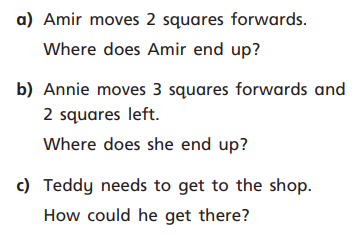 a) Amir moves 2 squares forwards.
Where does Amir end up?
b) Annie moves 3 squares forwards and
2 squares left.
Where does she end up?
c) Teddy needs to get to the shop.
How could he get there?